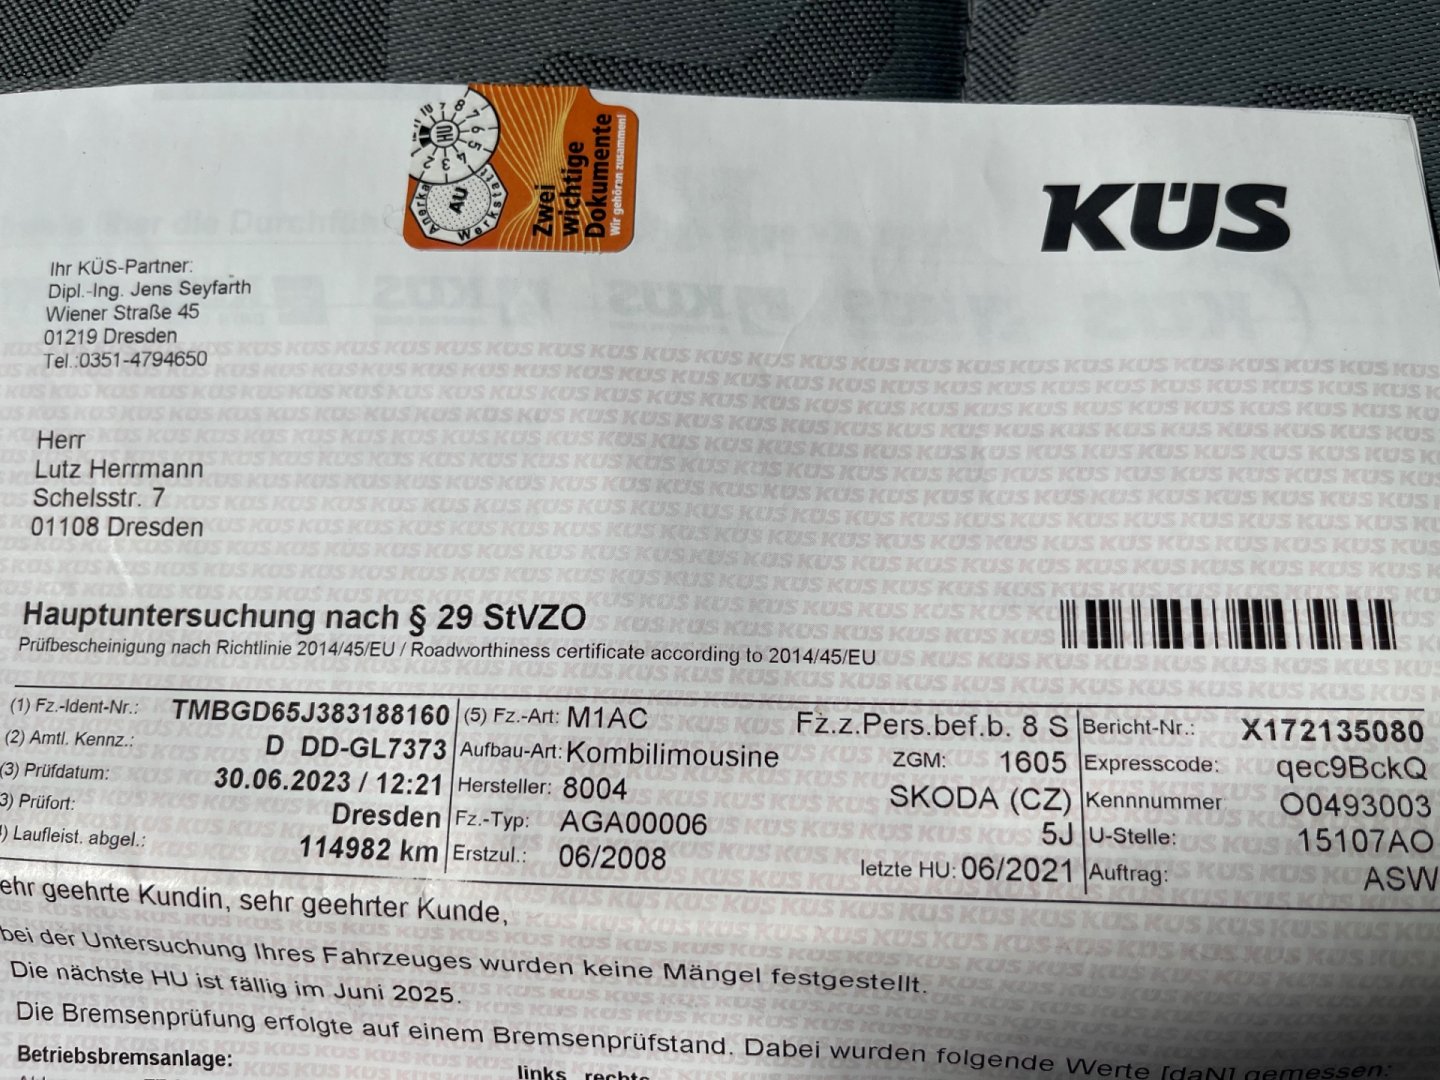 Zwei
wichtige
Dokumente
Wir gehören zusammen!
HU
AU
Werkstatt
KÜS
Ihr KÜS-Partner:
Dipl.-Ing. Jens Seyfarth
Wiener Straße 45
01219 Dresden
Tel.:0351-4794650
Herr
Lutz Herrmann
Schelsstr. 7
01108 Dresden
Hauptuntersuchung nach § 29 StVZO
Prüfbescheinigung nach Richtlinie 2014/45/EU / Roadworthiness certificate according to 2014/45/EU
(1) Fz.-Ident-Nr.: TMBGD65J383188160 (5) Fz.-Art: M1AC Fz.z.Pers.bef.b. 8 S Bericht-Nr.: X172135080
(2) Amtl. Kennz.: D DD-GL7373 Aufbau-Art: Kombilimousine ZGM: 1605 Expresscode: qec9BckQ
(3) Prüfdatum: 30.06.2023 / 12:21 Hersteller: 8004 SKODA (CZ) Kennnummer O0493003
3) Prüfort: Dresden Fz.-Typ: AGA00006 5J U-Stelle: 15107AO
) Laufleist. abgel.: 114982 km Erstzul.: 06/2008 letzte HU: 06/2021 Auftrag: ASW
ehr geehrte Kundin, sehr geehrter Kunde,
bei der Untersuchung Ihres Fahrzeuges wurden keine Mängel festgestellt.
Die nächste HU ist fällig im Juni 2025.
Die Bremsenprüfung erfolgte auf einem Bremsenprüfstand. Dabei wurden folgende Werte [daN] gemessen:
Betriebsbremsanlage:
links rechts